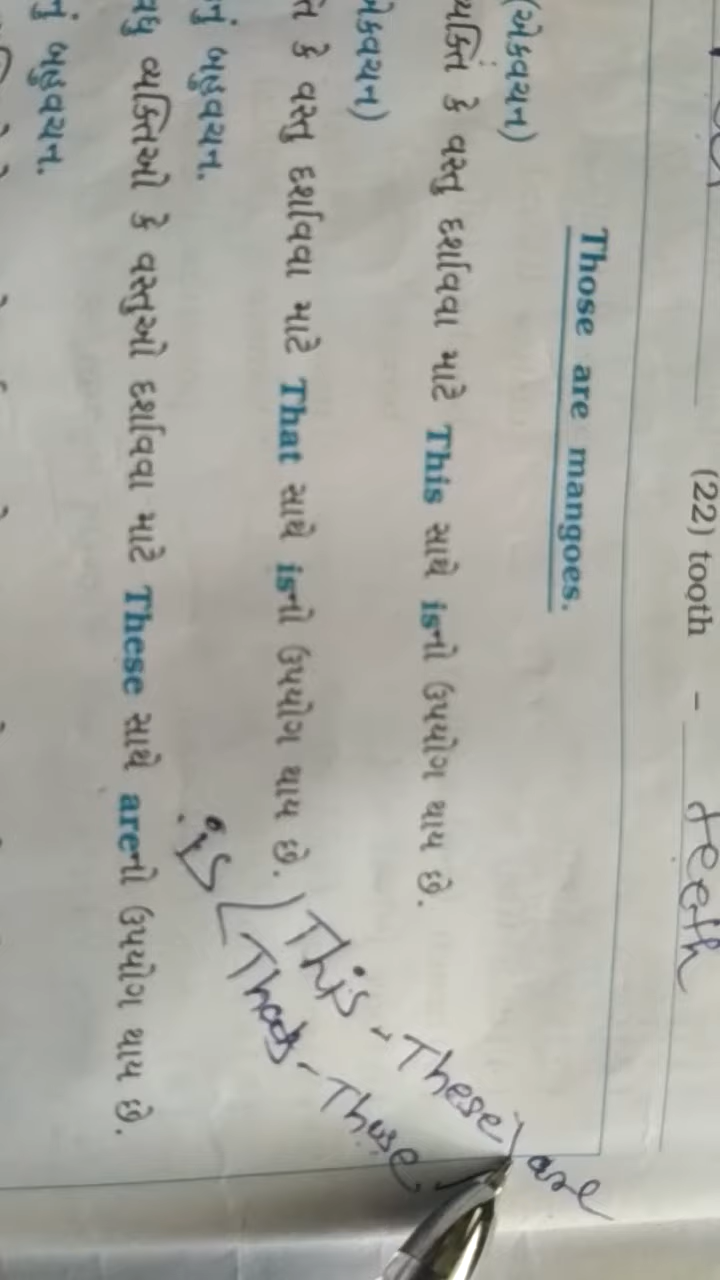 (22) tooth - teeth
Those are mangoes.
(એકવચન)
વ્યક્તિ કે વસ્તુ દર્શાવવા માટે This સાથે isનો ઉપયોગ થાય છે.
એકવચન)
કે વસ્તુ દર્શાવવા માટે That સાથે isનો ઉપયોગ થાય છે.
This - These
are
is
Those
નું બહુવચન.
વધુ વ્યક્તિઓ કે વસ્તુઓ દર્શાવવા માટે These સાથે areનો ઉપયોગ થાય છે.
નું બહુવચન.